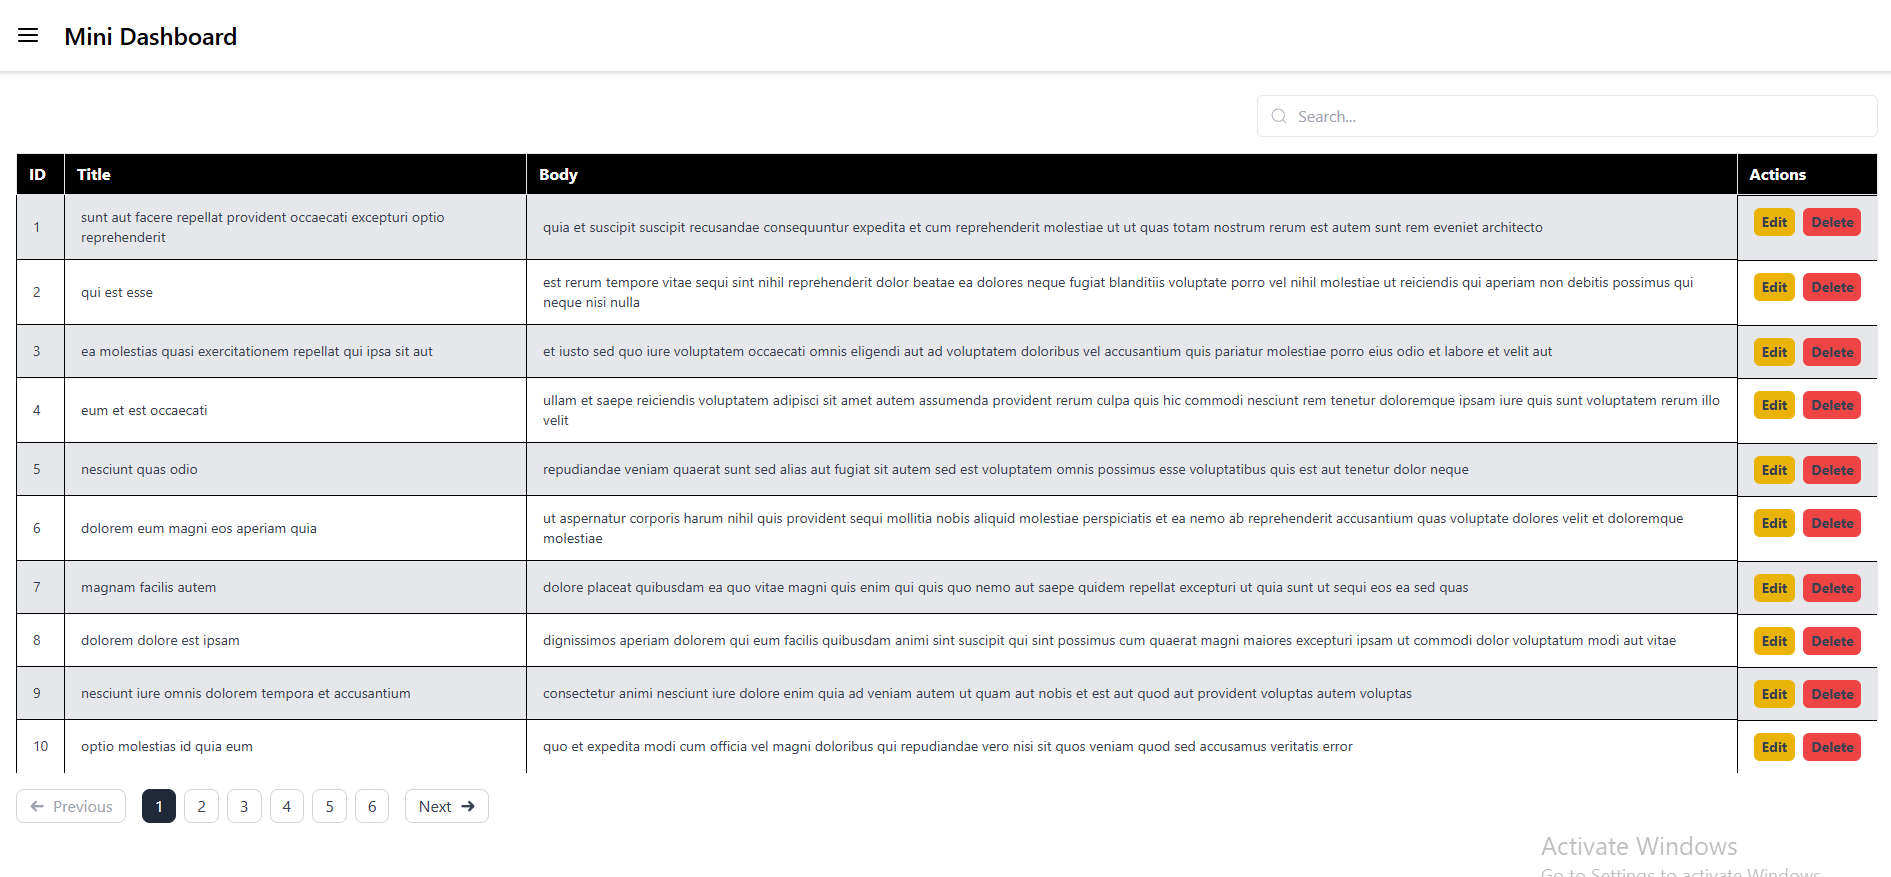 Mini Dashboard
Search...
ID Title Body Actions
1 sunt aut facere repellat provident occaecati excepturi optio reprehenderit quia et suscipit suscipit recusandae consequuntur expedita et cum reprehenderit molestiae ut ut quas totam nostrum rerum est autem sunt rem eveniet architecto Edit Delete
2 qui est esse est rerum tempore vitae sequi sint nihil reprehenderit dolor beatae ea dolores neque fugiat blanditiis voluptate porro vel nihil molestiae ut reiciendis qui aperiam non debitis possimus qui neque nisi nulla Edit Delete
3 ea molestias quasi exercitationem repellat qui ipsa sit aut et iusto sed quo iure voluptatem occaecati omnis eligendi aut ad voluptatem doloribus vel accusantium quis pariatur molestiae porro eius odio et labore et velit aut Edit Delete
4 eum et est occaecati ullam et saepe reiciendis voluptatem adipisci sit amet autem assumenda provident rerum culpa quis hic commodi nesciunt rem tenetur doloremque ipsam iure quis sunt voluptatem rerum illo velit Edit Delete
5 nesciunt quas odio repudiandae veniam quaerat sunt sed alias aut fugiat sit autem sed est voluptatem omnis possimus esse voluptatibus quis est aut tenetur dolor neque Edit Delete
6 dolorem eum magni eos aperiam quia ut aspernatur corporis harum nihil quis provident sequi mollitia nobis aliquid molestiae perspiciatis et ea nemo ab reprehenderit accusantium quas voluptate dolores velit et doloremque molestiae Edit Delete
7 magnam facilis autem dolore placeat quibusdam ea quo vitae magni quis enim qui quis quo nemo aut saepe quidem repellat excepturi ut quia sunt ut sequi eos ea sed quas Edit Delete
8 dolorem dolore est ipsam dignissimos aperiam dolorem qui eum facilis quibusdam animi sint suscipit qui sint possimus cum quaerat magni maiores excepturi ipsam ut commodi dolor voluptatum modi aut vitae Edit Delete
9 nesciunt iure omnis dolorem tempora et accusantium consectetur animi nesciunt iure dolore enim quia ad veniam autem ut quam aut nobis et est aut quod aut provident voluptas autem voluptas Edit Delete
10 optio molestias id quia eum quo et expedita modi cum officia vel magni doloribus qui repudiandae vero nisi sit quos veniam quod sed accusamus veritatis error Edit Delete
← Previous 1 2 3 4 5 6 Next →
Activate Windows
Go to Settings to activate Windows.